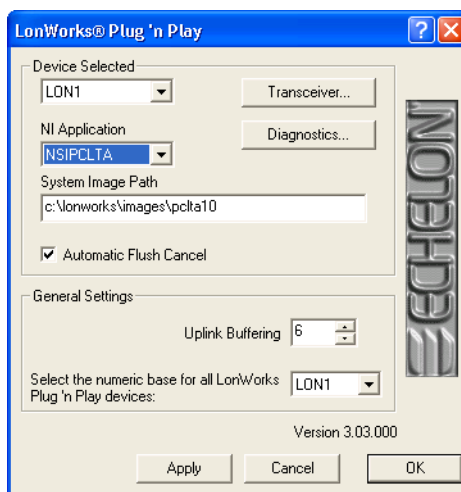 LonWorks® Plug 'n Play
Device Selected
LON1
Transceiver...
NI Application
Diagnostics...
NSIPCLTA
System Image Path
c:\lonworks\images\pclta10
Automatic Flush Cancel
ECHELON
General Settings
Uplink Buffering 6
Select the numeric base for all LonWorks
Plug 'n Play devices:
LON1
Version 3.03.000
Apply
Cancel
OK